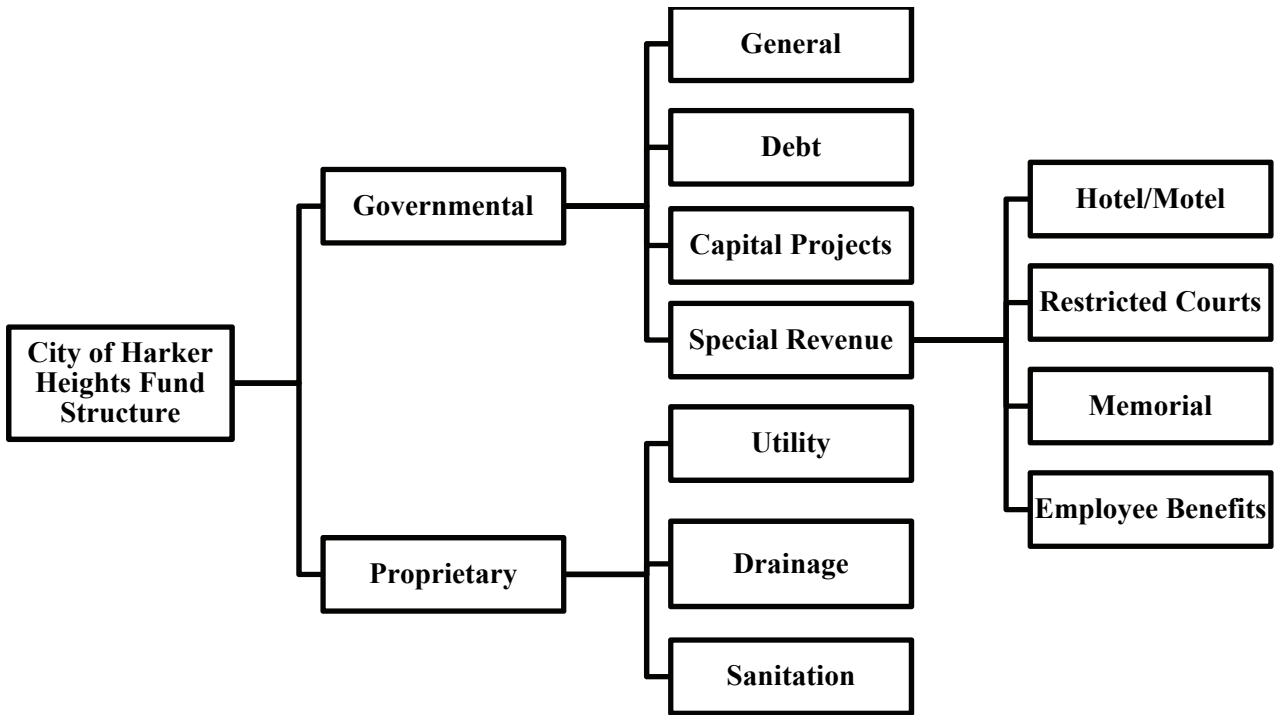 City of Harker
Heights Fund
Structure
Governmental
General
Debt
Capital Projects
Special Revenue
Hotel/Motel
Restricted Courts
Memorial
Employee Benefits
Proprietary
Utility
Drainage
Sanitation